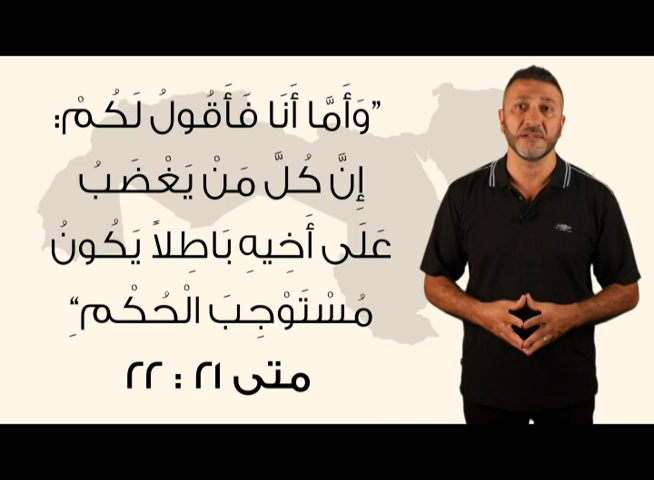 ”وَأَمَّا أَنَا فَأَقُولُ لَكُمْ:
إِنَّ كُلَّ مَنْ يَغْضَبُ
عَلَى أَخِيهِ بَاطِلاً يَكُونُ
مُسْتَوْجِبَ الْحُكْمِ“
متى ٢١ : ٢٢